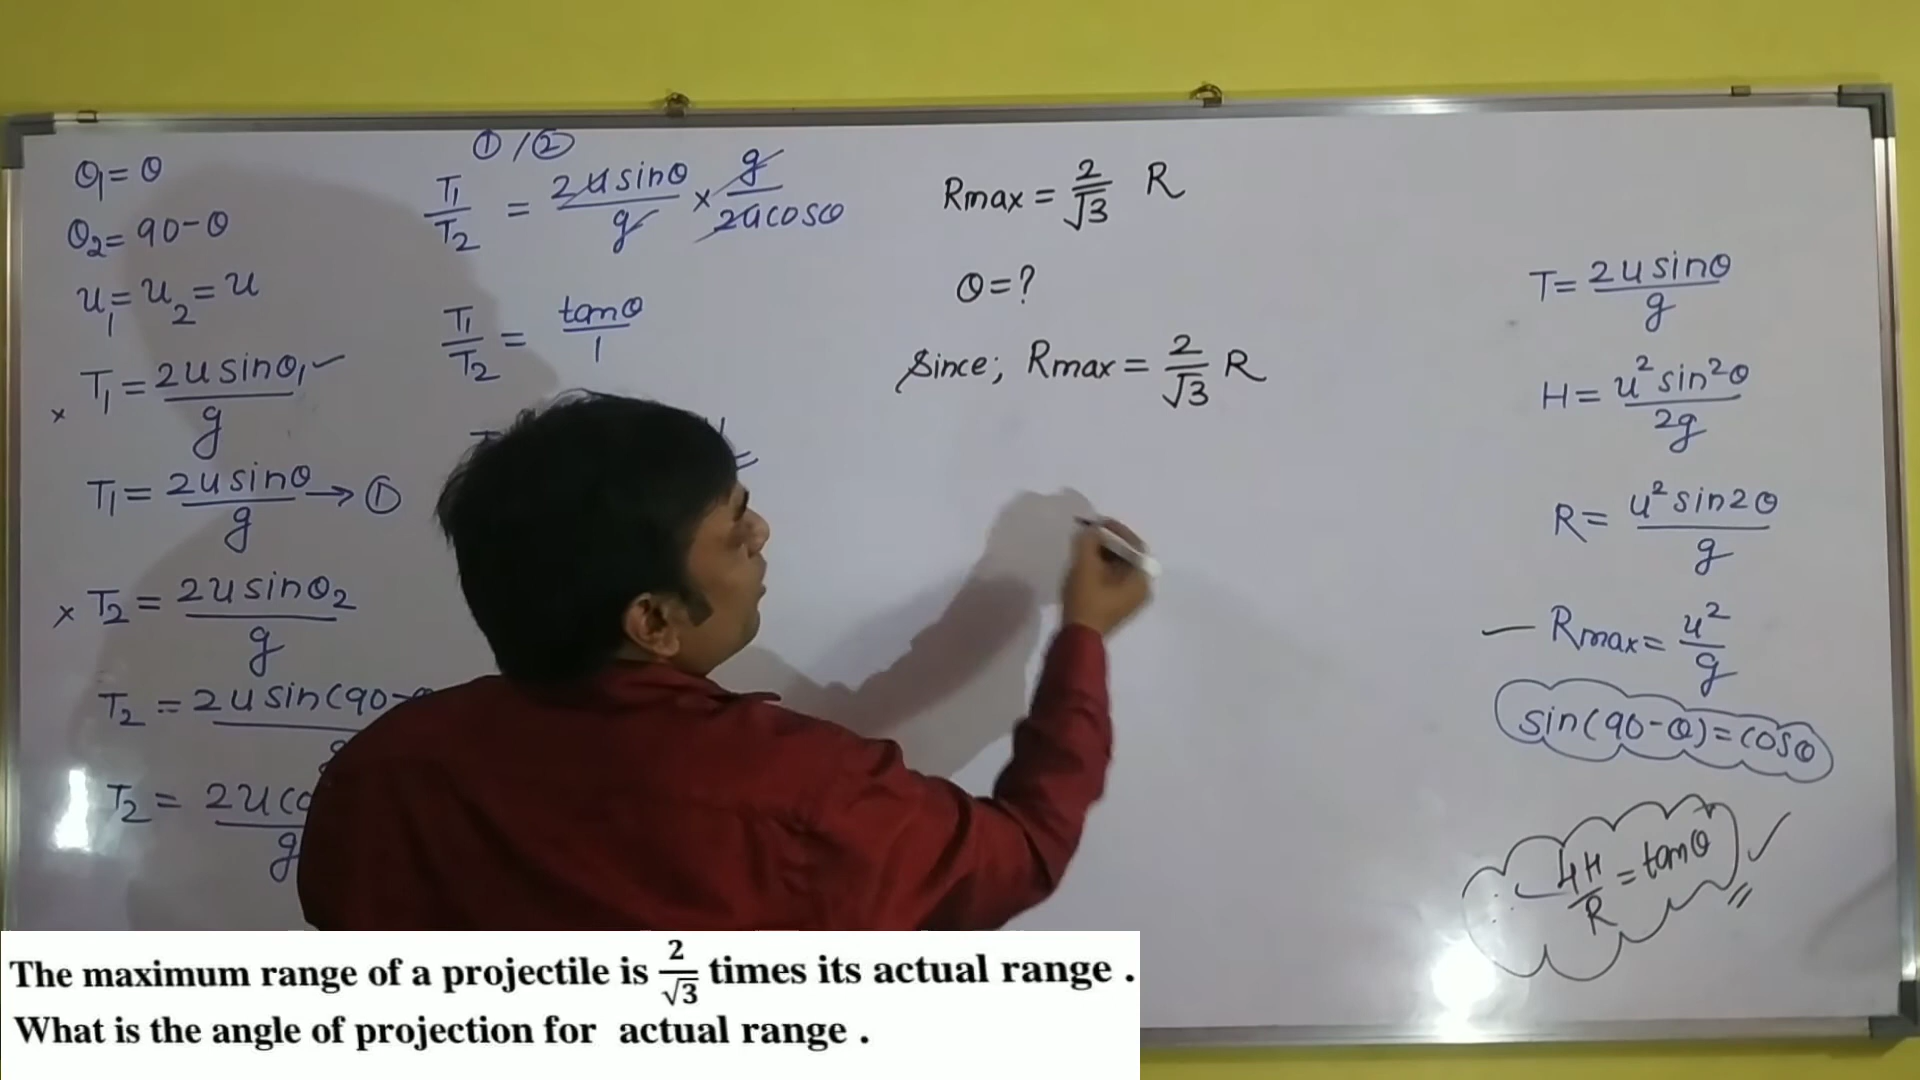 θ₁ = θ
θ₂ = 90-θ
u₁ = u₂ = u
× T₁ = 2u sinθ₁ / g ✓
T₁ = 2u sinθ / g → ①
× T₂ = 2u sinθ₂ / g
T₂ = 2u sin(90-
T₂ = 2u co / g
① / ②
T₁/T₂ = 2u sinθ / g × g / 2u cosθ
T₁/T₂ = tanθ / 1
Rmax = 2/√3 R
θ = ?
Since; Rmax = 2/√3 R
T = 2u sinθ / g
H = u² sin²θ / 2g
R = u² sin2θ / g
— Rmax = u² / g
sin(90-θ) = cosθ
4H/R = tanθ ✓
The maximum range of a projectile is 2/√3 times its actual range .
What is the angle of projection for actual range .